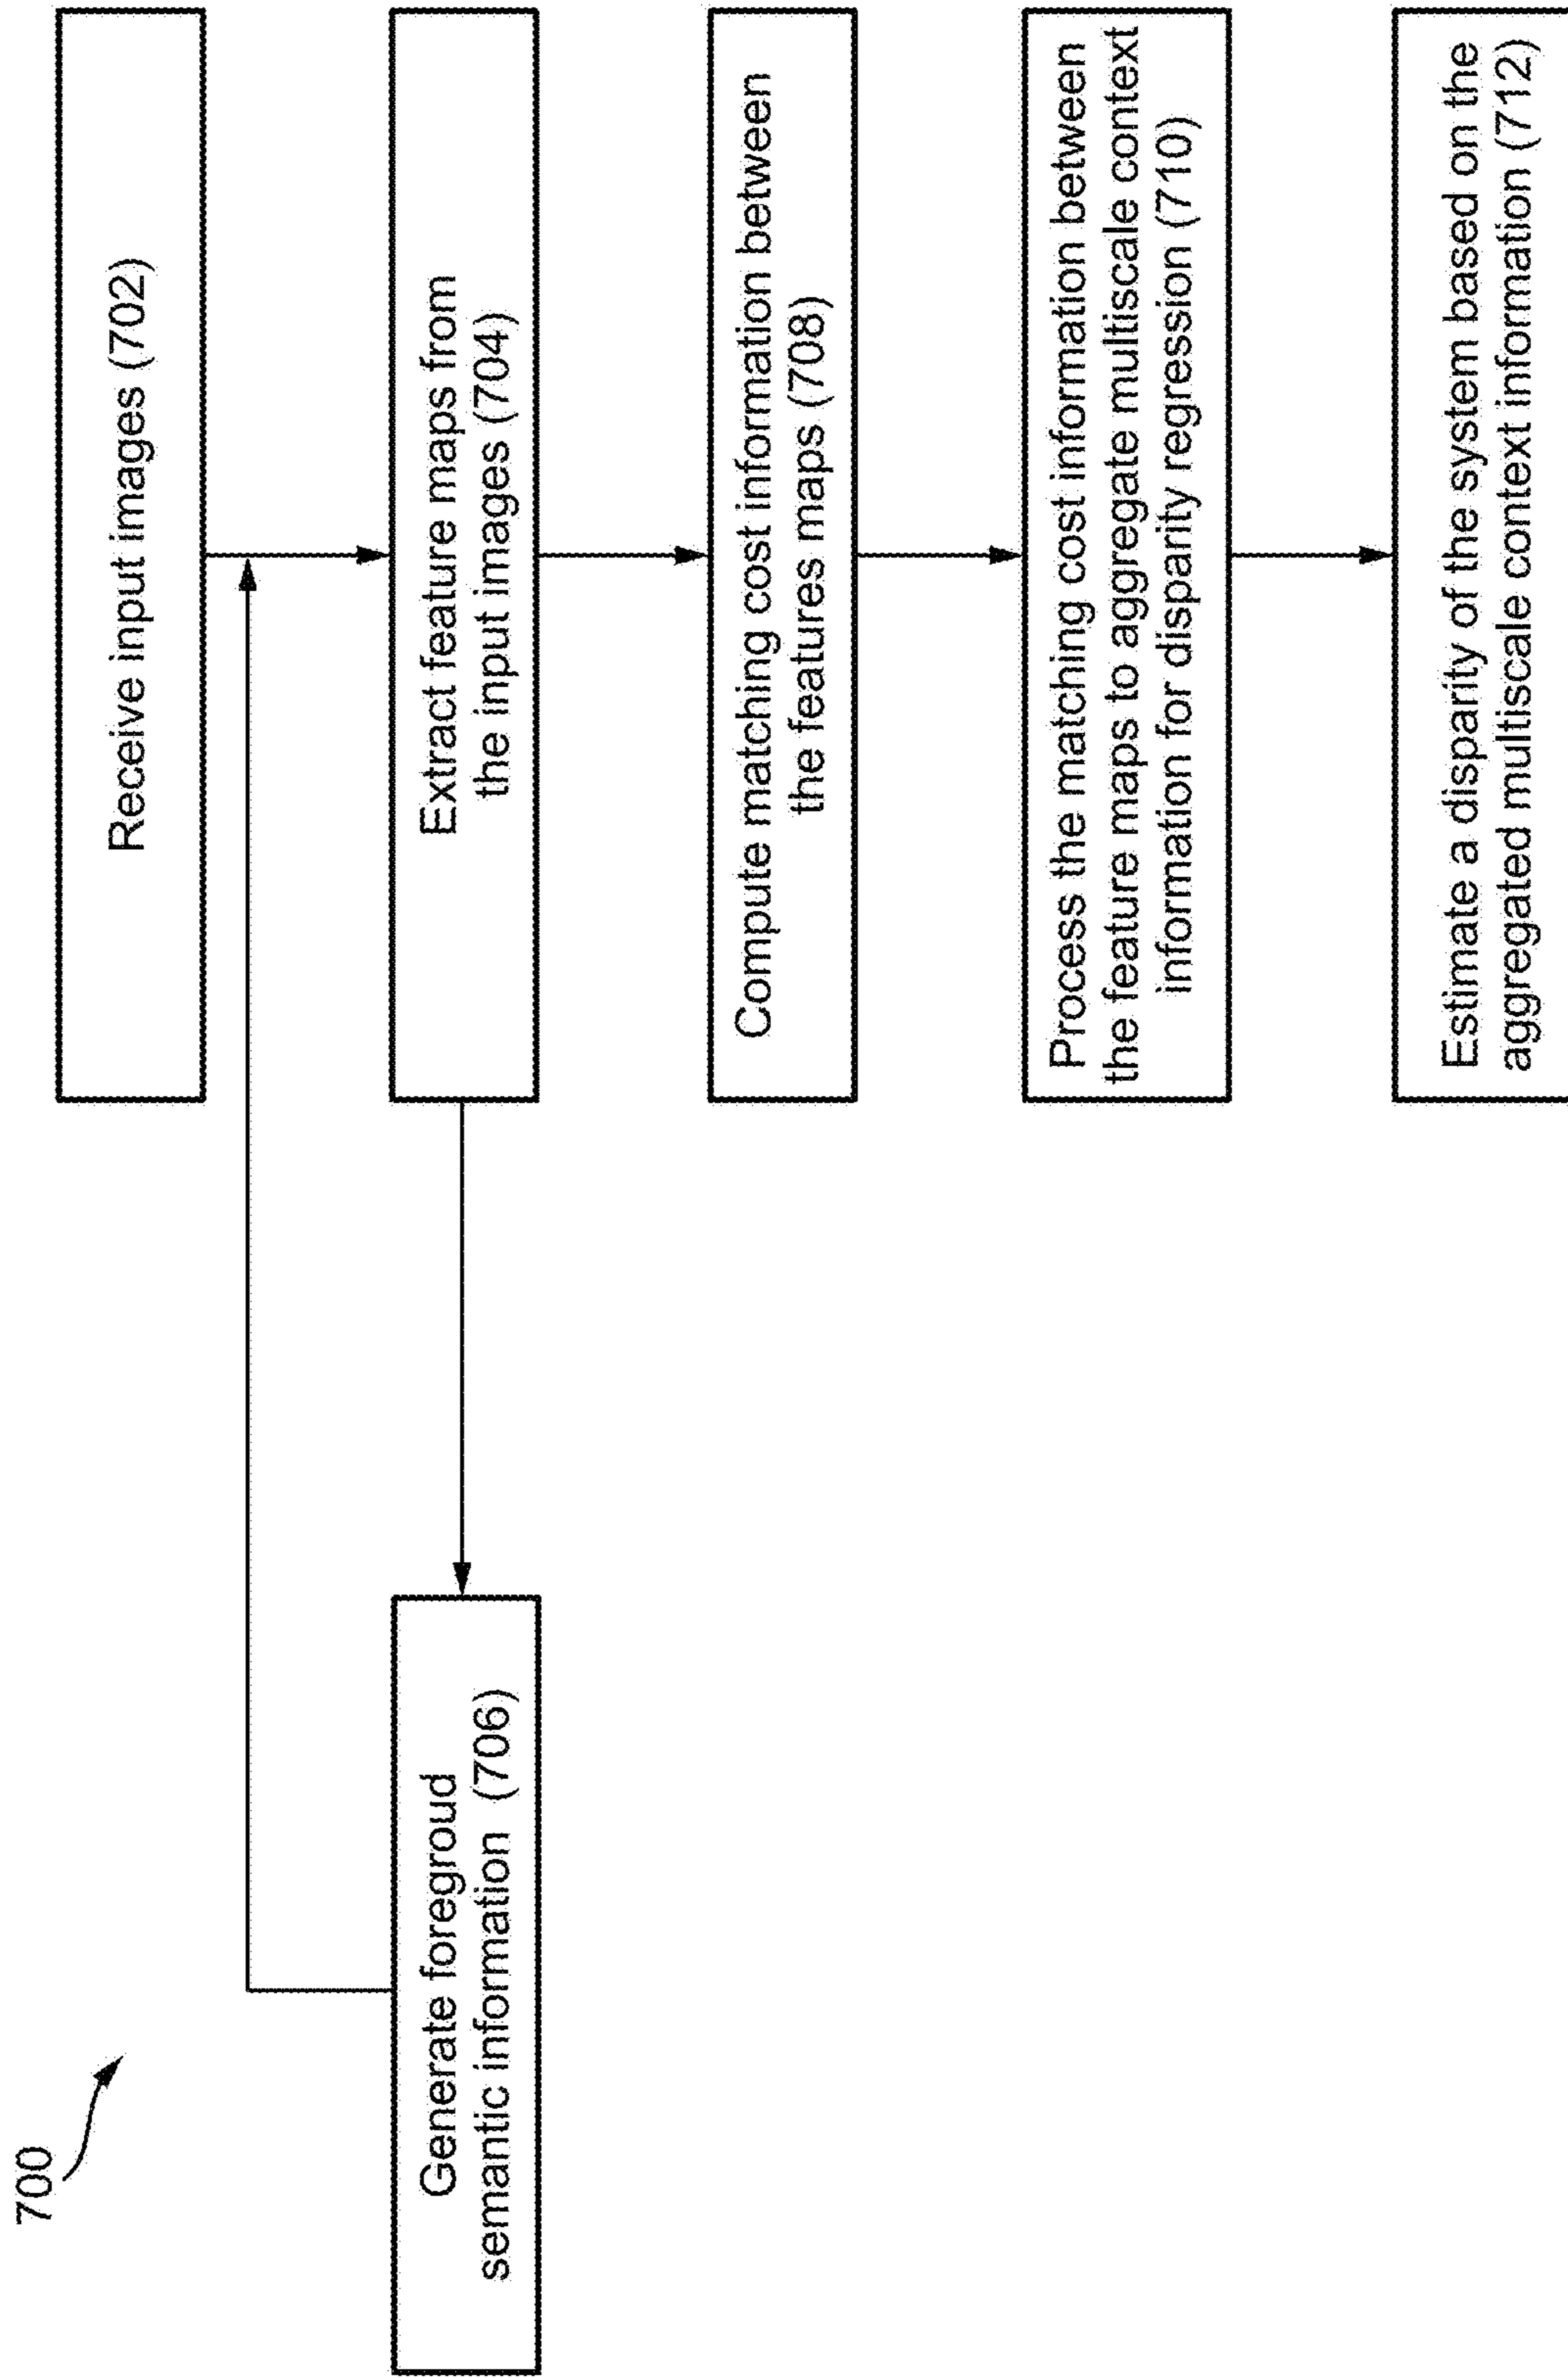 700
Receive input images (702)
Extract feature maps from
the input images (704)
Generate foregroud
semantic information (706)
Compute matching cost information between
the features maps (708)
Process the matching cost information between
the feature maps to aggregate multiscale context
information for disparity regression (710)
Estimate a disparity of the system based on the
aggregated multiscale context information (712)